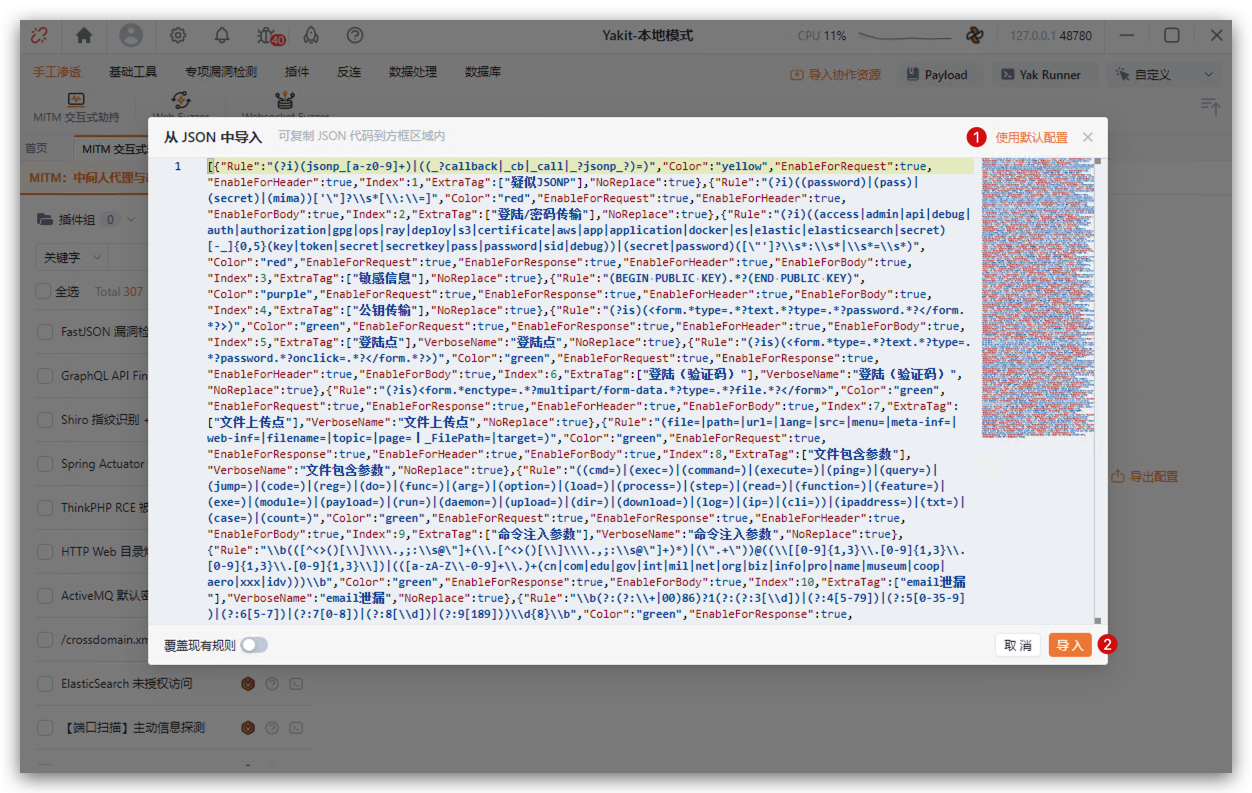 40
Yakit-本地模式
CPU 11%
127.0.0.1 48780
手工渗透 基础工具 专项漏洞检测 插件 反连 数据处理 数据库
导入协作资源 Payload Yak Runner 自定义
MITM 交互式劫持 Web Fuzzer Websocket Fuzzer
首页 MITM 交互式
MITM：中间人代理与
插件组 0
关键字
全选 Total 307
FastJSON 漏洞检
GraphQL API Fin
Shiro 指纹识别 +
Spring Actuator
ThinkPHP RCE
HTTP Web 目录
ActiveMQ 默认密
/crossdomain.xm
ElasticSearch 未授权访问
【端口扫描】主动信息探测
导出配置
从 JSON 中导入 可复制 JSON 代码到方框区域内
1 使用默认配置
1 [{"Rule":"(?i)(jsonp_[a-z0-9]+)|((_?callback|_cb|_call|_?jsonp_?)=)","Color":"yellow","EnableForRequest":true,
"EnableForHeader":true,"Index":1,"ExtraTag":["疑似JSONP"],"NoReplace":true},{"Rule":"(?i)((password)|(pass)|
(secret)|(mima))['\"]?\\s*[\\:\\=]","Color":"red","EnableForRequest":true,"EnableForHeader":true,
"EnableForBody":true,"Index":2,"ExtraTag":["登陆/密码传输"],"NoReplace":true},{"Rule":"(?i)((access|admin|api|debug|
auth|authorization|gpg|ops|ray|deploy|s3|certificate|aws|app|application|docker|es|elastic|elasticsearch|secret)
[-_]{0,5}(key|token|secret|secretkey|pass|password|sid|debug))|(secret|password)([\"']?\\s*:\\s*|\\s*=\\s*)",
"Color":"red","EnableForRequest":true,"EnableForResponse":true,"EnableForHeader":true,"EnableForBody":true,
"Index":3,"ExtraTag":["敏感信息"],"NoReplace":true},{"Rule":"(BEGIN·PUBLIC·KEY).*?(END·PUBLIC·KEY)",
"Color":"purple","EnableForRequest":true,"EnableForResponse":true,"EnableForHeader":true,"EnableForBody":true,
"Index":4,"ExtraTag":["公钥传输"],"NoReplace":true},{"Rule":"(?is)(<form.*type=.*?text.*?type=.*?password.*?</form.
*?>)","Color":"green","EnableForRequest":true,"EnableForResponse":true,"EnableForHeader":true,"EnableForBody":true,
"Index":5,"ExtraTag":["登陆点"],"VerboseName":"登陆点","NoReplace":true},{"Rule":"(?is)(<form.*type=.*?text.*?type=.
*?password.*?onclick=.*?</form.*?>)","Color":"green","EnableForRequest":true,"EnableForResponse":true,
"EnableForHeader":true,"EnableForBody":true,"Index":6,"ExtraTag":["登陆（验证码）"],"VerboseName":"登陆（验证码）",
"NoReplace":true},{"Rule":"(?is)<form.*enctype=.*?multipart/form-data.*?type=.*?file.*?</form>","Color":"green",
"EnableForRequest":true,"EnableForResponse":true,"EnableForHeader":true,"EnableForBody":true,"Index":7,"ExtraTag":
["文件上传点"],"VerboseName":"文件上传点","NoReplace":true},{"Rule":"(file=|path=|url=|lang=|src=|menu=|meta-inf=|
web-inf=|filename=|topic=|page=｜_FilePath=|target=)","Color":"green","EnableForRequest":true,
"EnableForResponse":true,"EnableForHeader":true,"EnableForBody":true,"Index":8,"ExtraTag":["文件包含参数"],
"VerboseName":"文件包含参数","NoReplace":true},{"Rule":"((cmd=)|(exec=)|(command=)|(execute=)|(ping=)|(query=)|
(jump=)|(code=)|(reg=)|(do=)|(func=)|(arg=)|(option=)|(load=)|(process=)|(step=)|(read=)|(function=)|(feature=)|
(exe=)|(module=)|(payload=)|(run=)|(daemon=)|(upload=)|(dir=)|(download=)|(log=)|(ip=)|(cli=))|(ipaddress=)|(txt=)|
(case=)|(count=)","Color":"green","EnableForRequest":true,"EnableForResponse":true,"EnableForHeader":true,
"EnableForBody":true,"Index":9,"ExtraTag":["命令注入参数"],"VerboseName":"命令注入参数","NoReplace":true},
{"Rule":"\\b(([^<>()[\\]\\\\.,;:\\s@\"]+(\\.[^<>()[\\]\\\\.,;:\\s@\"]+)*)|(\".+\"))@((\\[[0-9]{1,3}\\.[0-9]{1,3}\\.
[0-9]{1,3}\\.[0-9]{1,3}\\])|(([a-zA-Z\\-0-9]+\\.)+(cn|com|edu|gov|int|mil|net|org|biz|info|pro|name|museum|coop|
aero|xxx|idv)))\\b","Color":"green","EnableForResponse":true,"EnableForBody":true,"Index":10,"ExtraTag":["email泄漏
"],"VerboseName":"email泄漏","NoReplace":true},{"Rule":"\\b(?:(?:\\+|00)86)?1(?:(?:3[\\d])|(?:4[5-79])|(?:5[0-35-9]
)|(?:6[5-7])|(?:7[0-8])|(?:8[\\d])|(?:9[189]))\\d{8}\\b","Color":"green","EnableForResponse":true,
覆盖现有规则 取消 导入 2